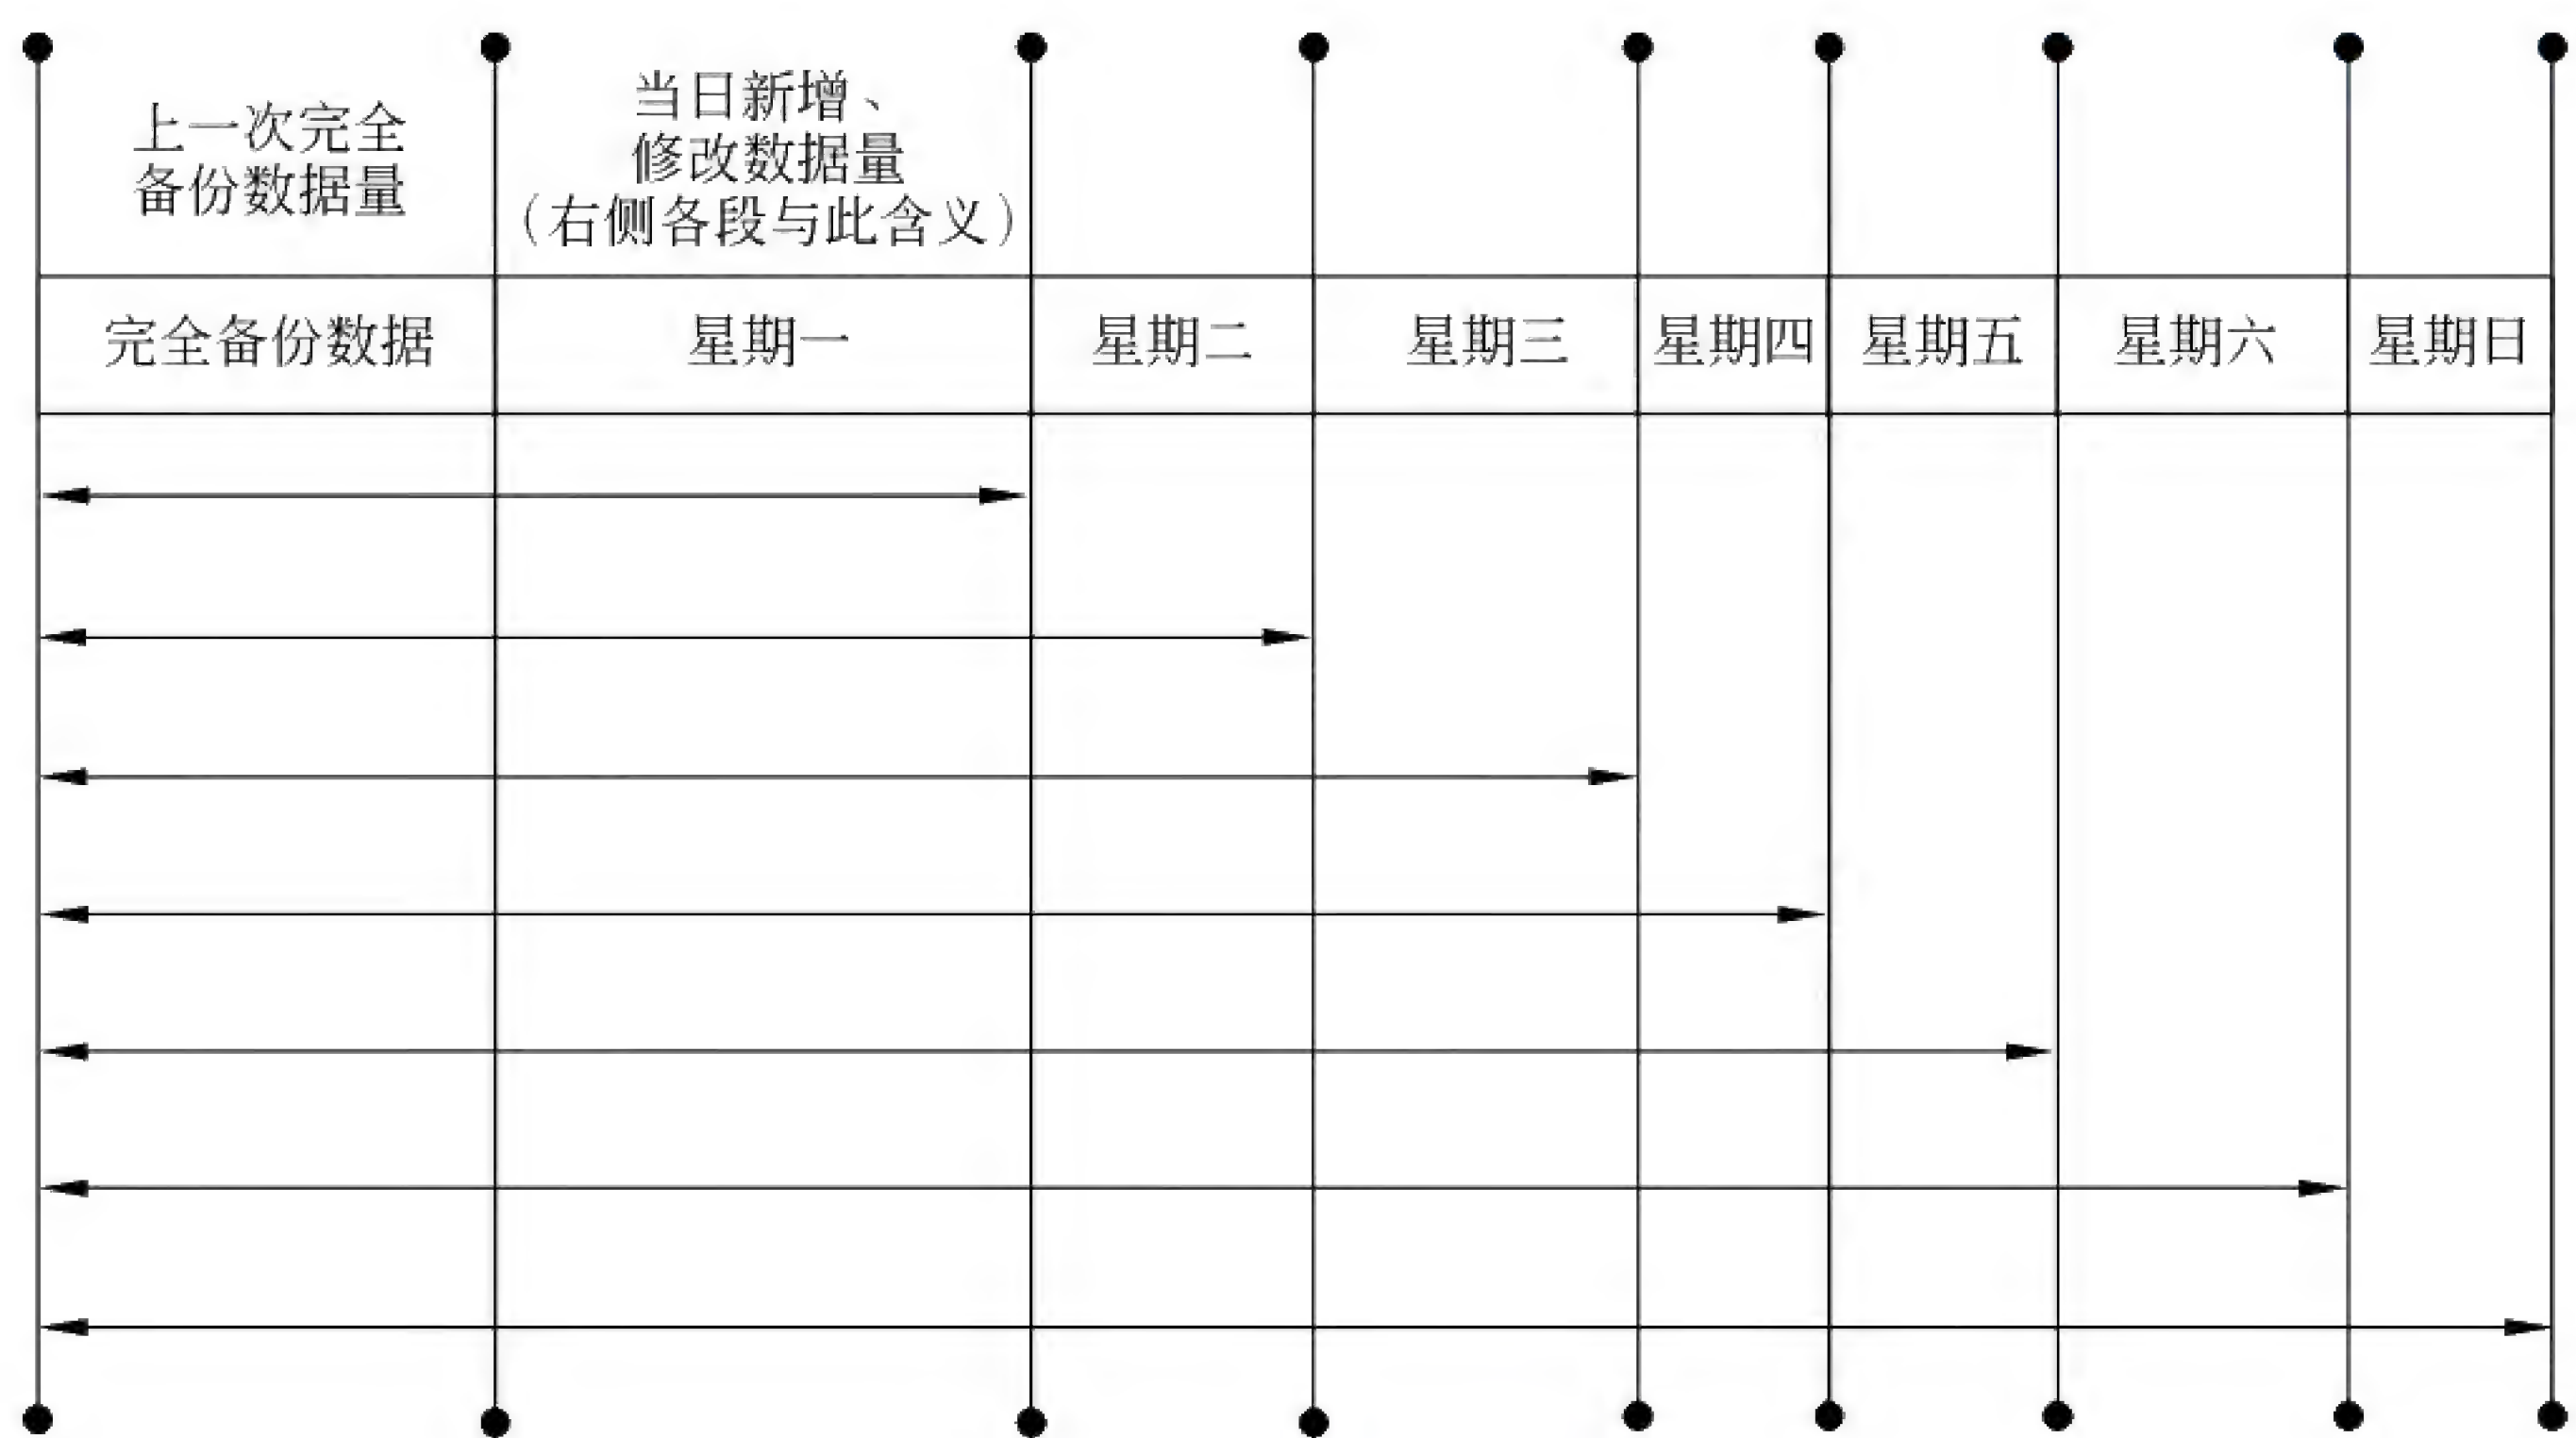 上一次完全
备份数据量
当日新增、
修改数据量
（右侧各段与此含义）
完全备份数据
星期一
星期二
星期三
星期四
星期五
星期六
星期日